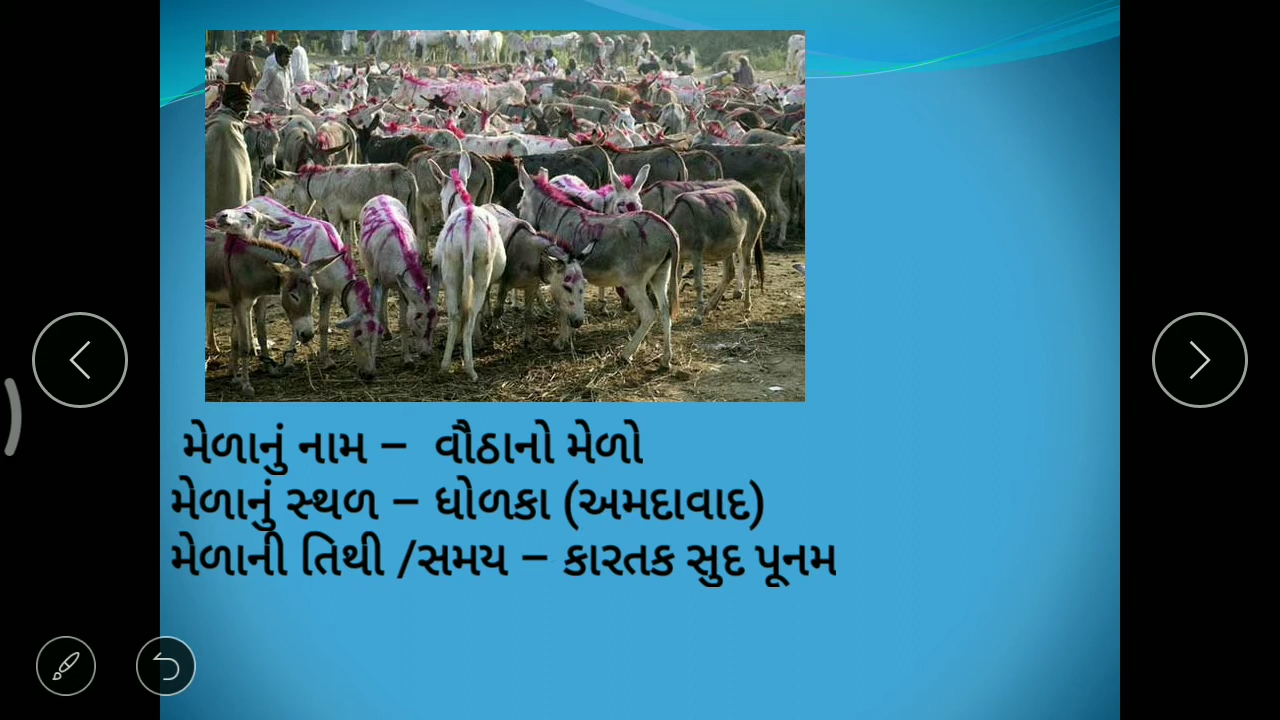 મેળાનું નામ – વૌઠાનો મેળો
મેળાનું સ્થળ – ધોળકા (અમદાવાદ)
મેળાની તિથી /સમય – કારતક સુદ પૂનમ